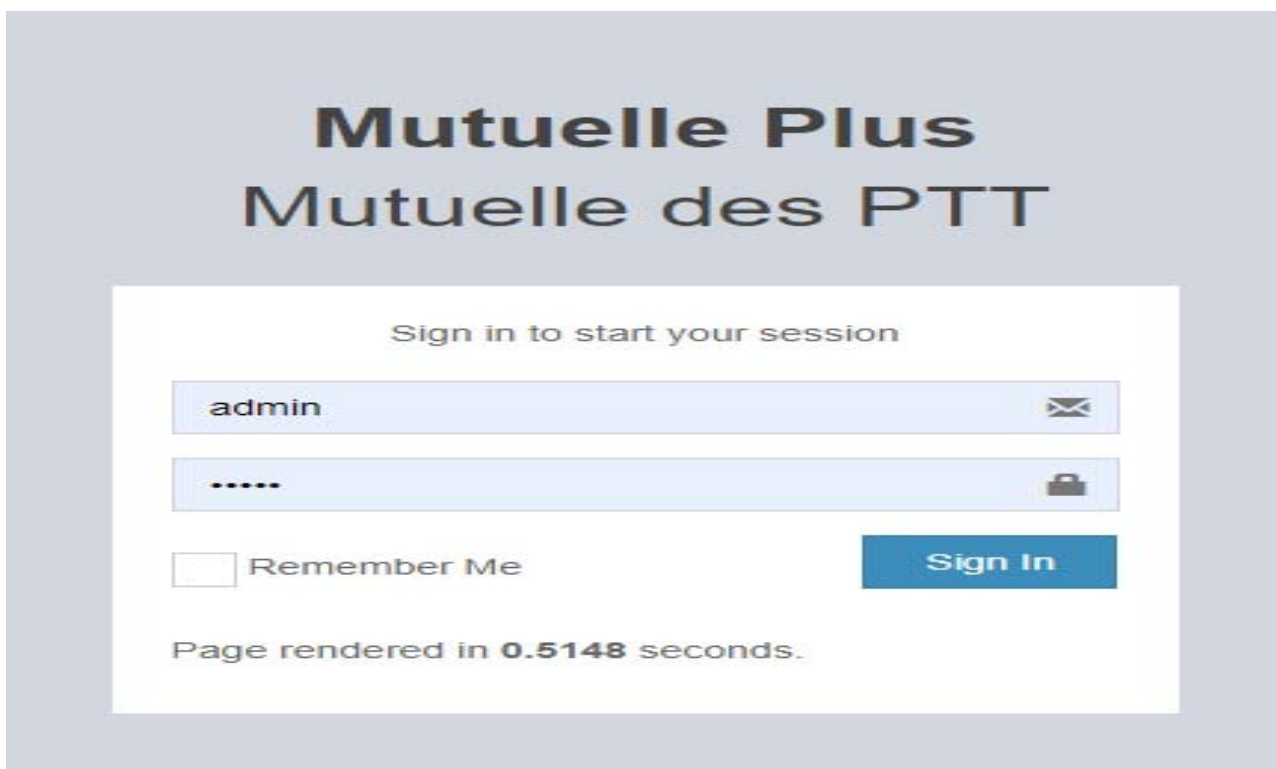 Mutuelle Plus
Mutuelle des PTT
Sign in to start your session
admin
•••••
Remember Me
Sign In
Page rendered in 0.5148 seconds.